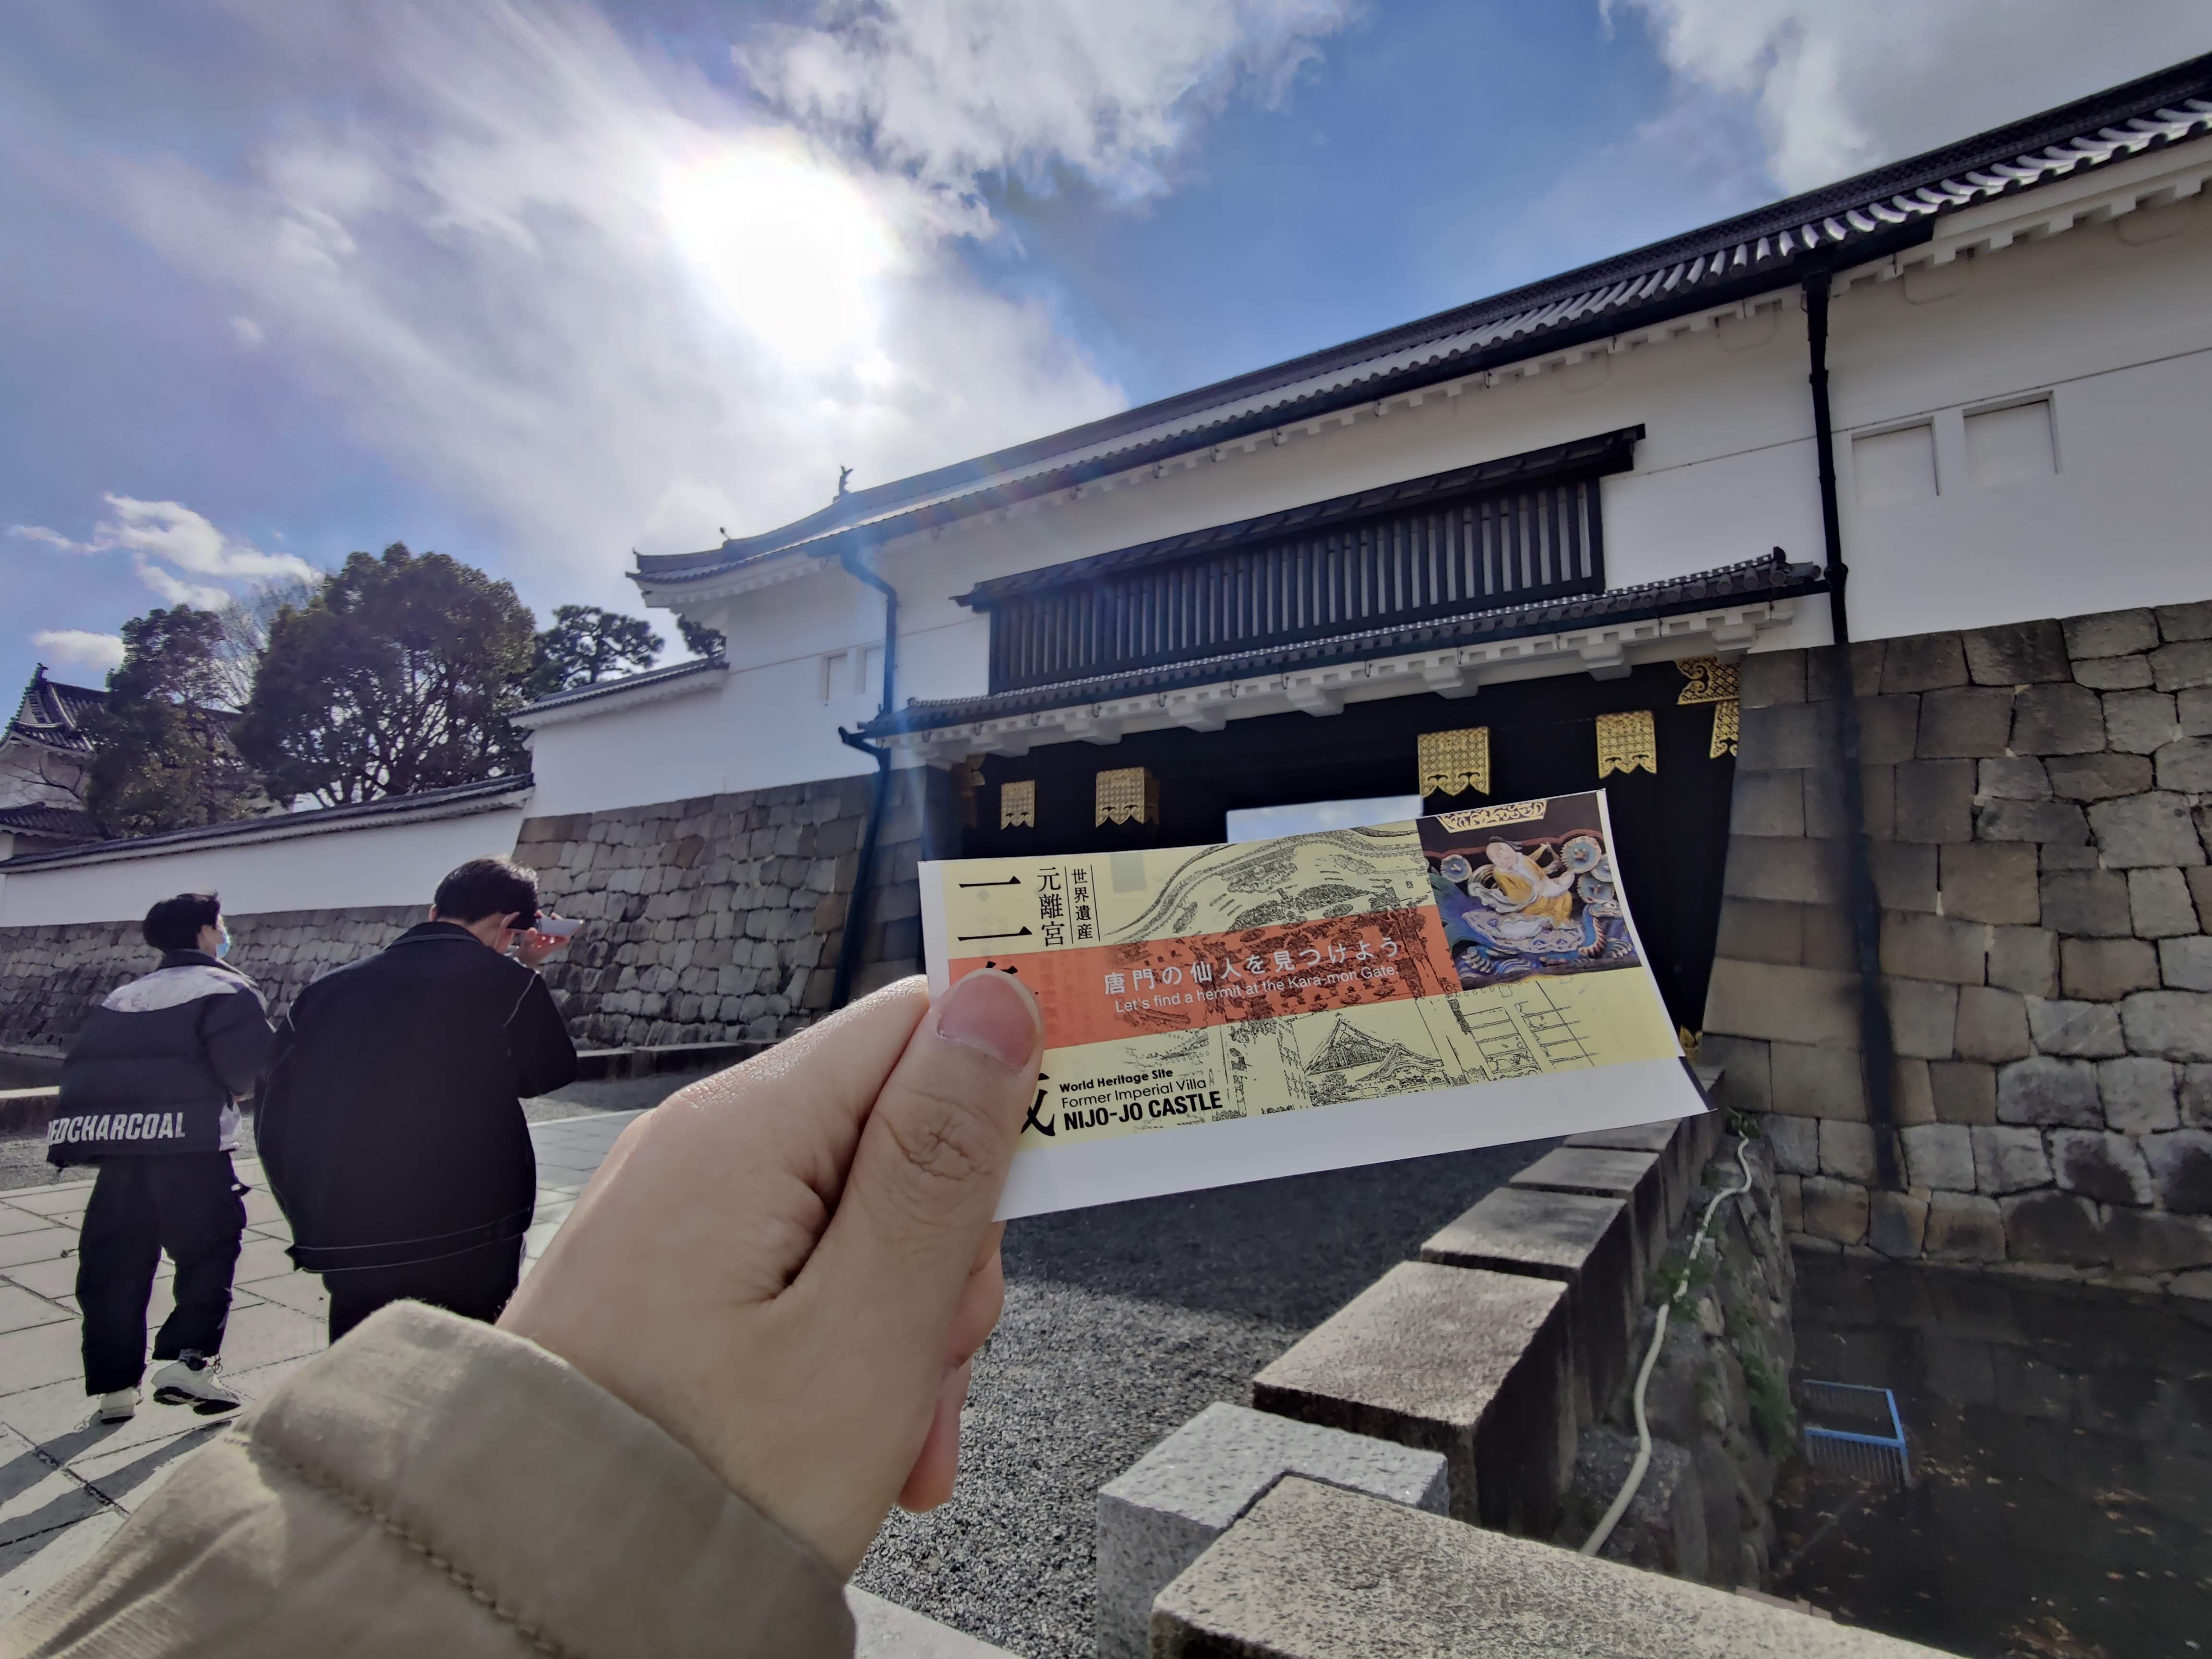 世界遺産
元離宮
二
唐門の仙人を見つけよう
Let's find a hermit at the Kara-mon Gate.
World Heritage Site
Former Imperial Villa
NIJO-JO CASTLE
EDCHARCOAL